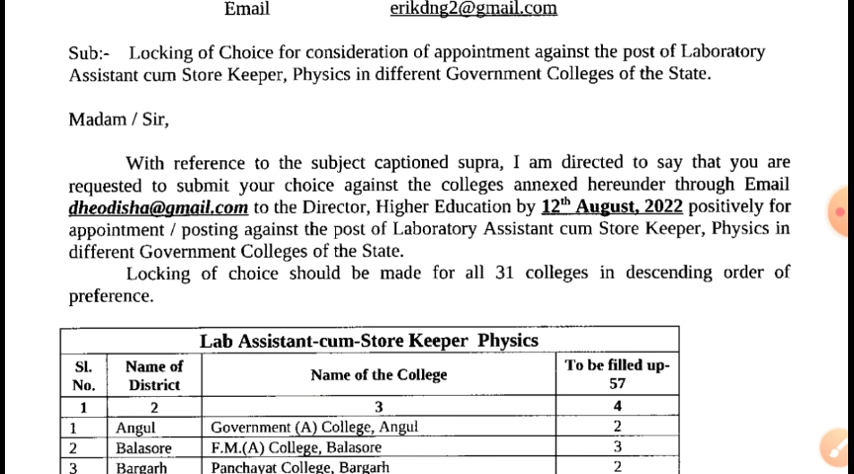 Email erikdng2@gmail.com
Sub:- Locking of Choice for consideration of appointment against the post of Laboratory
Assistant cum Store Keeper, Physics in different Government Colleges of the State.
Madam / Sir,
With reference to the subject captioned supra, I am directed to say that you are
requested to submit your choice against the colleges annexed hereunder through Email
dheodisha@gmail.com to the Director, Higher Education by 12th August, 2022 positively for
appointment / posting against the post of Laboratory Assistant cum Store Keeper, Physics in
different Government Colleges of the State.
Locking of choice should be made for all 31 colleges in descending order of
preference.
Lab Assistant-cum-Store Keeper Physics
Sl. No. Name of District Name of the College To be filled up- 57
1 2 3 4
1 Angul Government (A) College, Angul 2
2 Balasore F.M.(A) College, Balasore 3
3 Bargarh Panchayat College, Bargarh 2